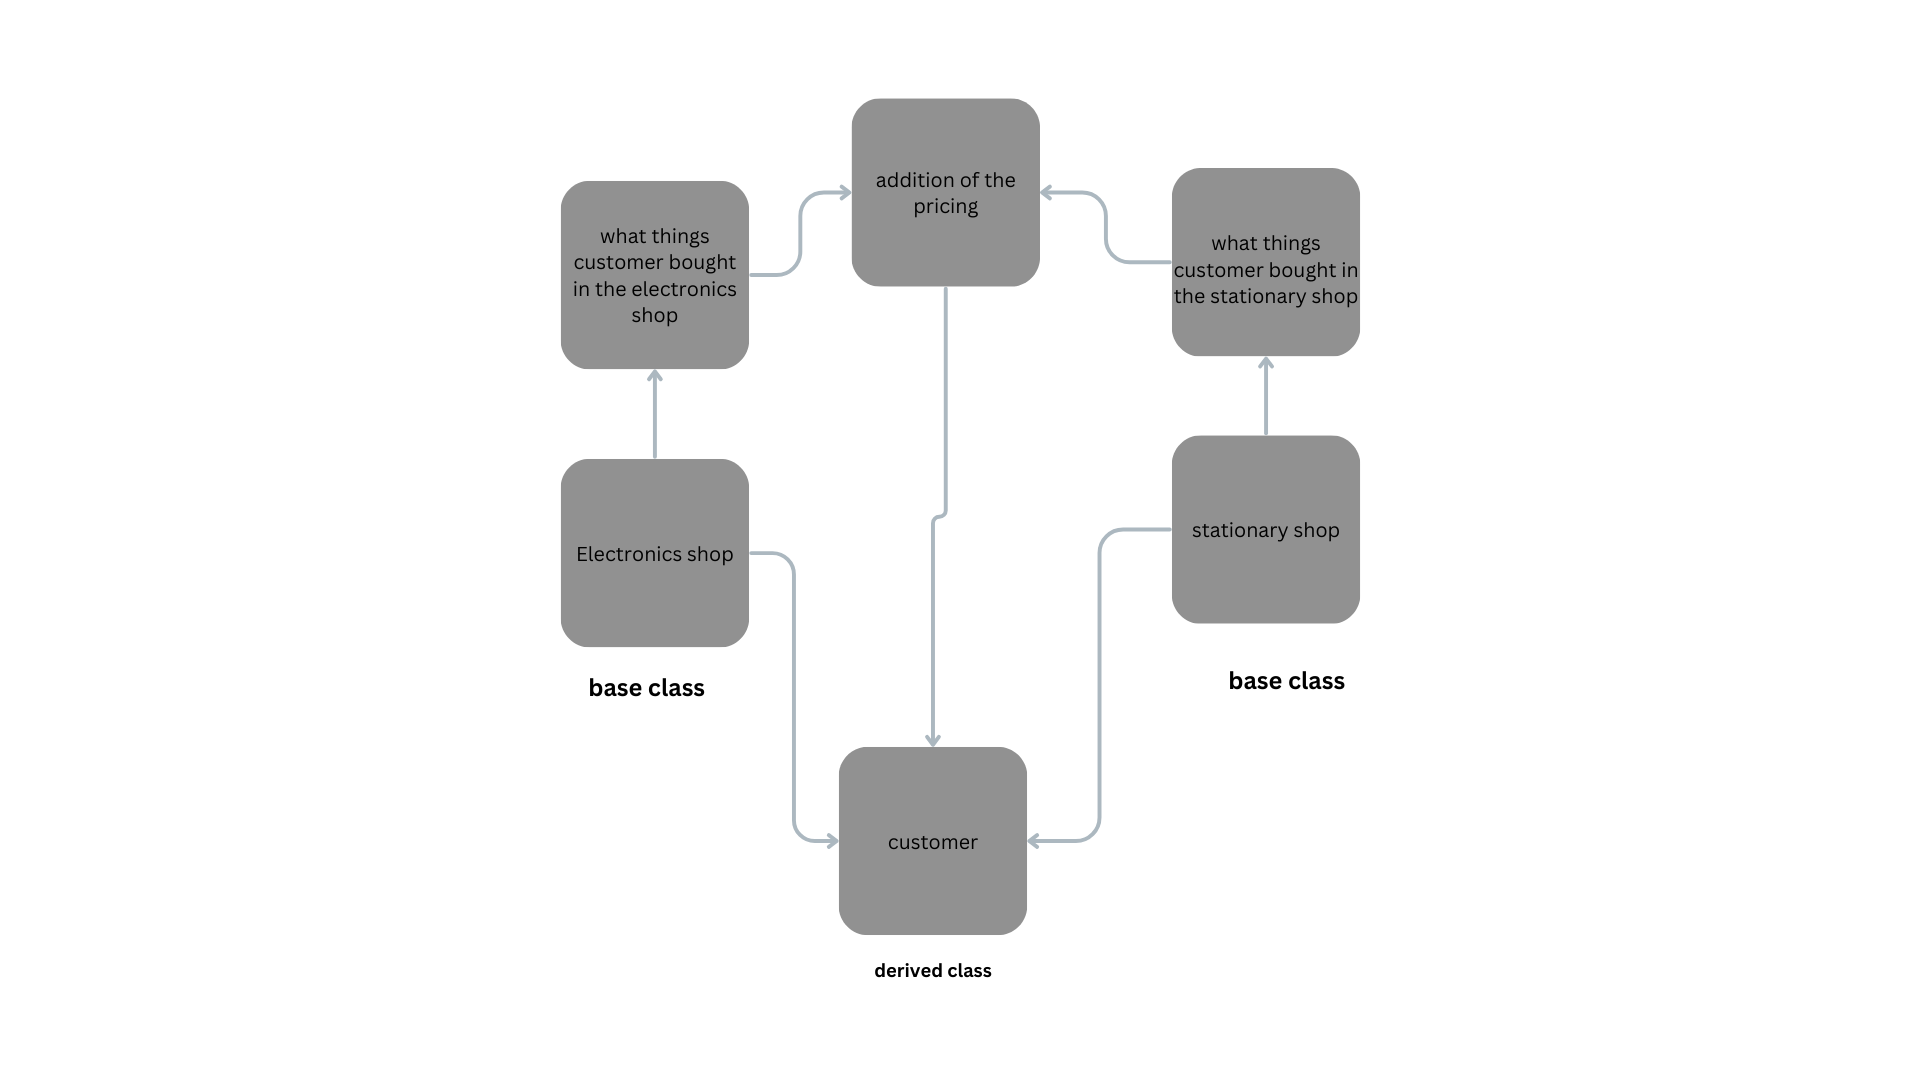 addition of the
pricing
what things
customer bought
in the electronics
shop
what things
customer bought in
the stationary shop
Electronics shop
stationary shop
base class
base class
customer
derived class